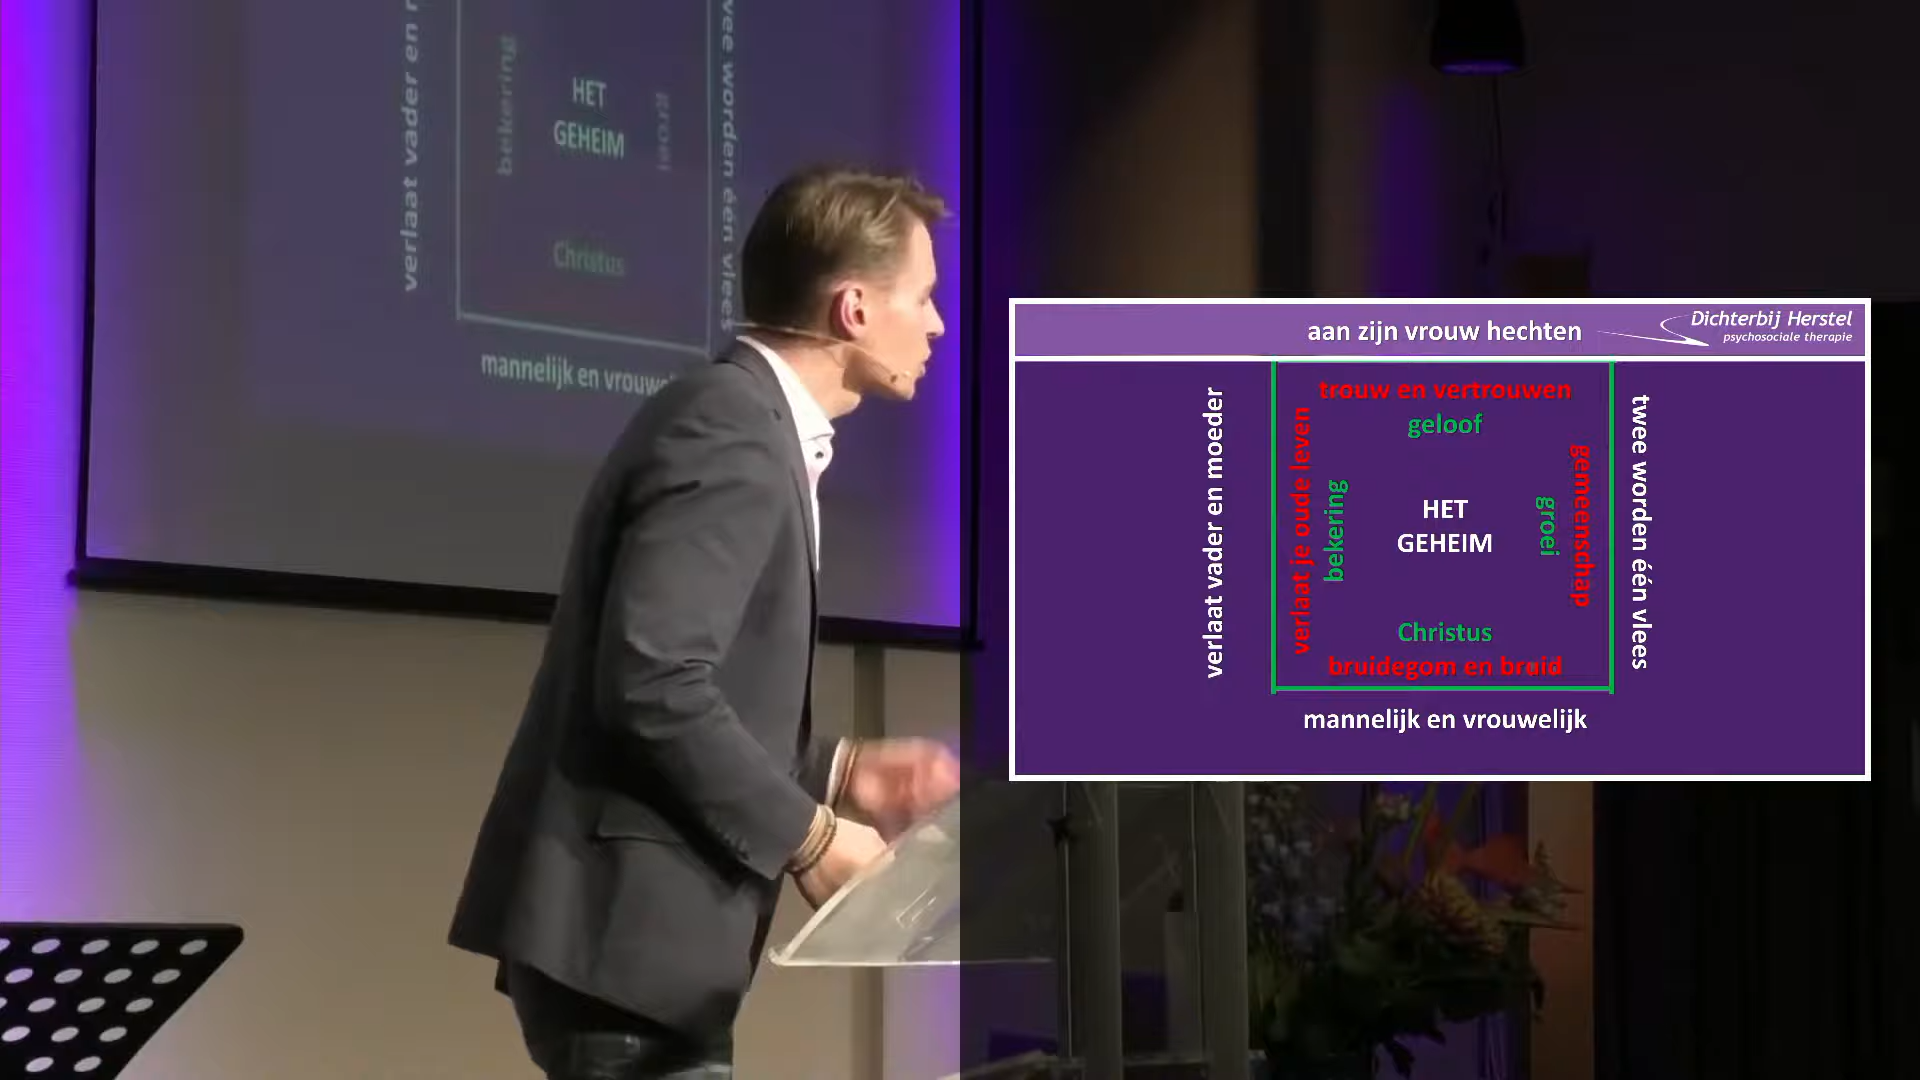 verlaat vader en
bekering
HET
GEHEIM
groei
twee worden één vlees
Christus
mannelijk en
aan zijn vrouw hechten
Dichterbij Herstel
psychosociale therapie
trouw en vertrouwen
geloof
verlaat vader en moeder
verlaat je oude leven
bekering
HET
GEHEIM
groei
gemeenschap
twee worden één vlees
Christus
bruidegom en bruid
mannelijk en vrouwelijk